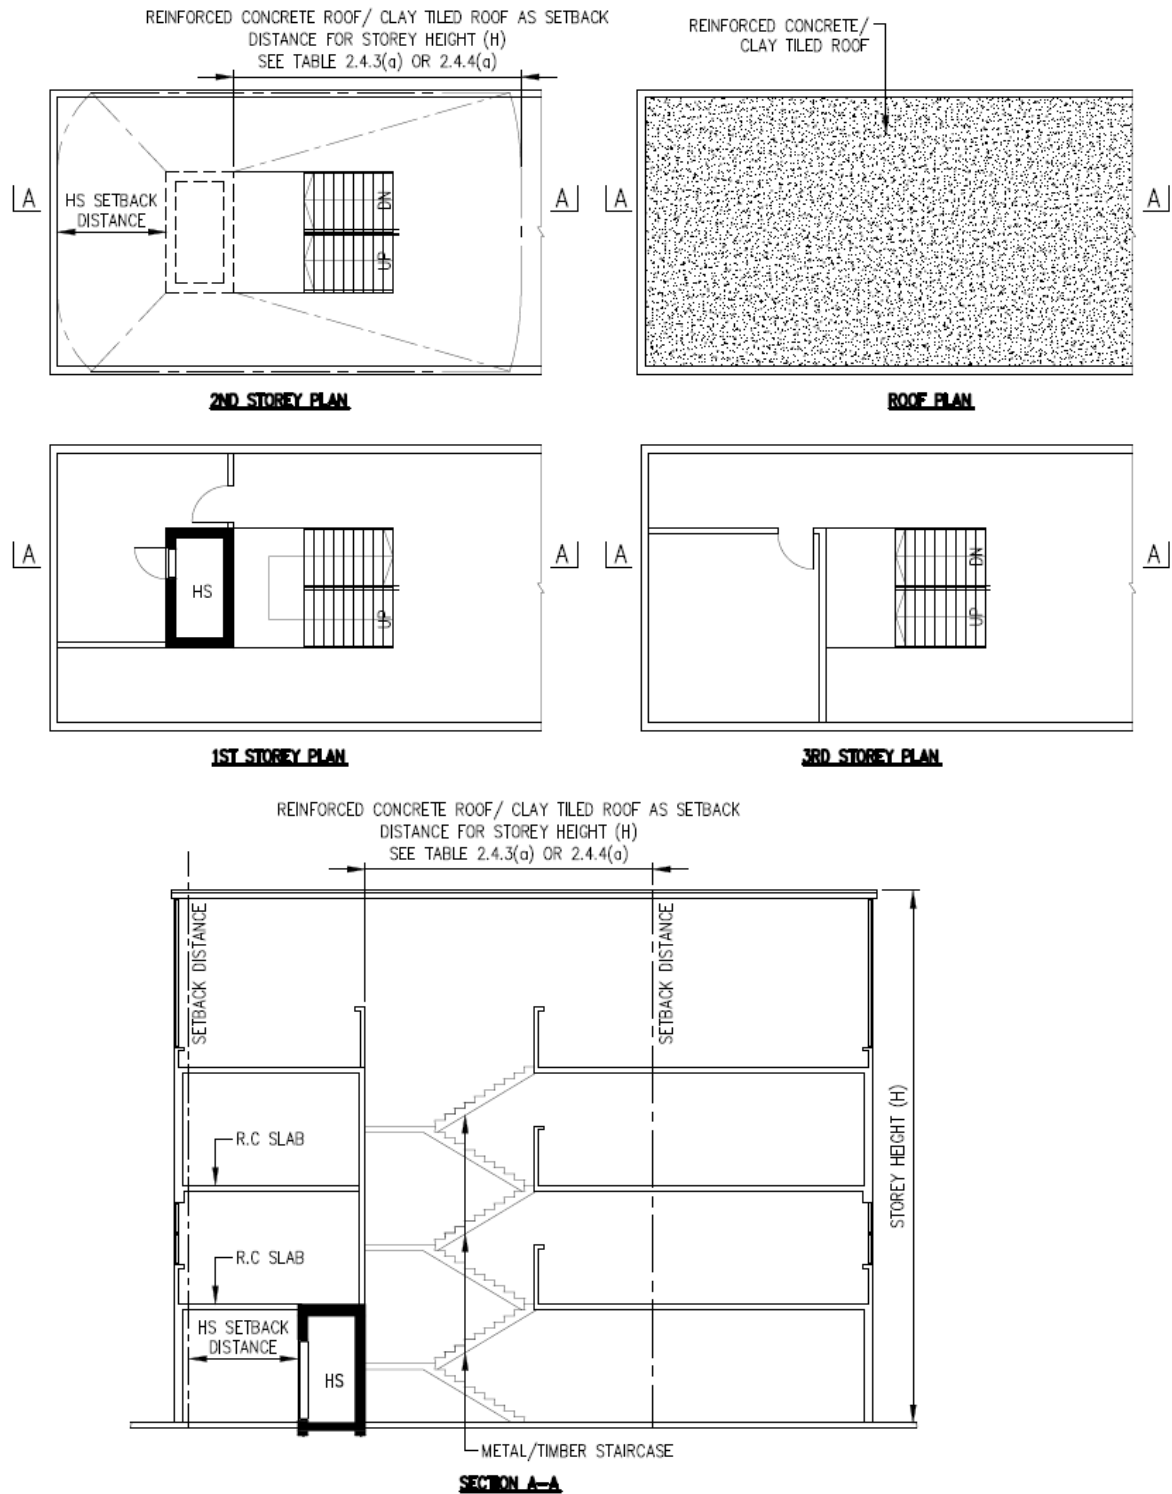 REINFORCED CONCRETE ROOF/ CLAY TILED ROOF AS SETBACK
DISTANCE FOR STOREY HEIGHT (H)
SEE TABLE 2.4.3(a) OR 2.4.4(a)
A
HS SETBACK
DISTANCE
DN
UP
A
2ND STOREY PLAN
REINFORCED CONCRETE/
CLAY TILED ROOF
A
A
ROOF PLAN
A
HS
UP
A
1ST STOREY PLAN
A
DN
UP
A
3RD STOREY PLAN
REINFORCED CONCRETE ROOF/ CLAY TILED ROOF AS SETBACK
DISTANCE FOR STOREY HEIGHT (H)
SEE TABLE 2.4.3(a) OR 2.4.4(a)
SETBACK DISTANCE
SETBACK DISTANCE
STOREY HEIGHT (H)
R.C SLAB
R.C SLAB
HS SETBACK
DISTANCE
HS
METAL/TIMBER STAIRCASE
SECTION A-A